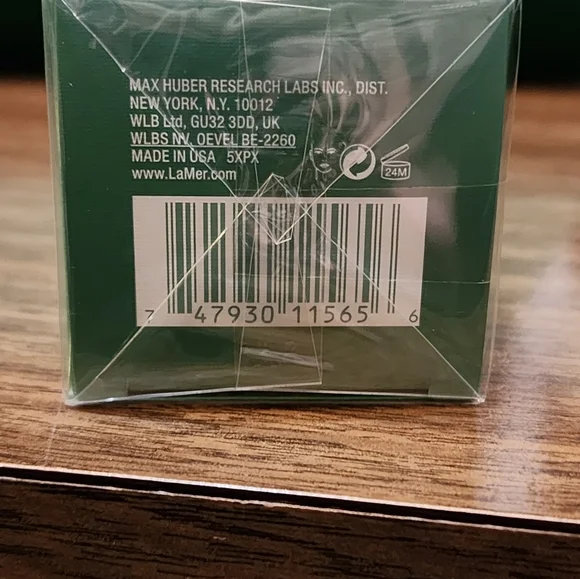 MAX HUBER RESEARCH LABS INC., DIST.
NEW YORK, N.Y. 10012
WLB Ltd, GU32 3DD, UK
WLBS NV, OEVEL BE-2260
MADE IN USA 5XPX
www.LaMer.com
24M
7 47930 11565 6